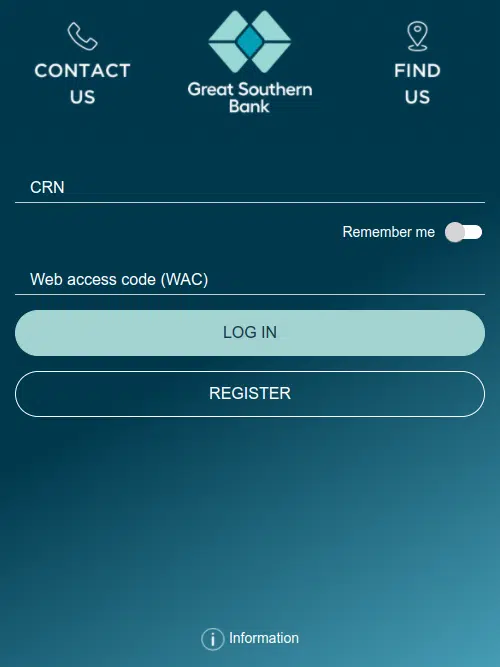 CONTACT
US
Great Southern
Bank
FIND
US
CRN
Remember me
Web access code (WAC)
LOG IN
REGISTER
Information